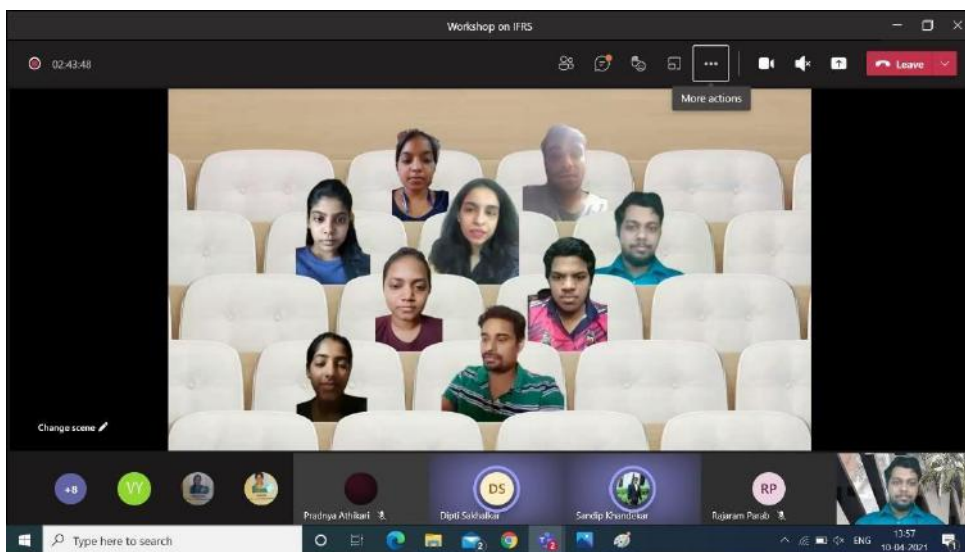 Workshop on IFRS
02:43:48
Leave
More actions
Change scene
+8
VY
DS
RP
Pradnya Athikari
Dipti Sakhalkar
Sandip Khandekar
Rajaram Parab
Type here to search
ENG
13:57
10-04-2021